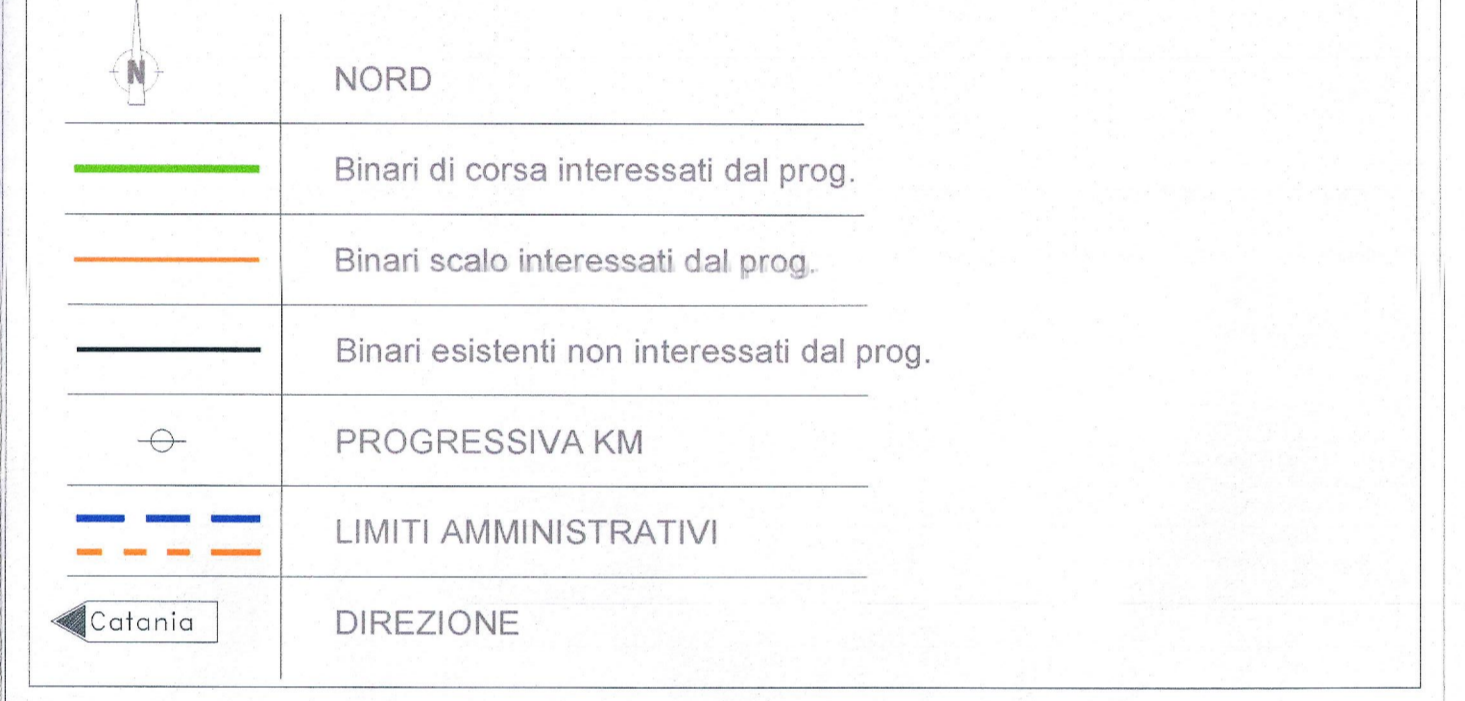 N
NORD
Binari di corsa interessati dal prog.
Binari scalo interessati dal prog.
Binari esistenti non interessati dal prog.
PROGRESSIVA KM
LIMITI AMMINISTRATIVI
Catania
DIREZIONE